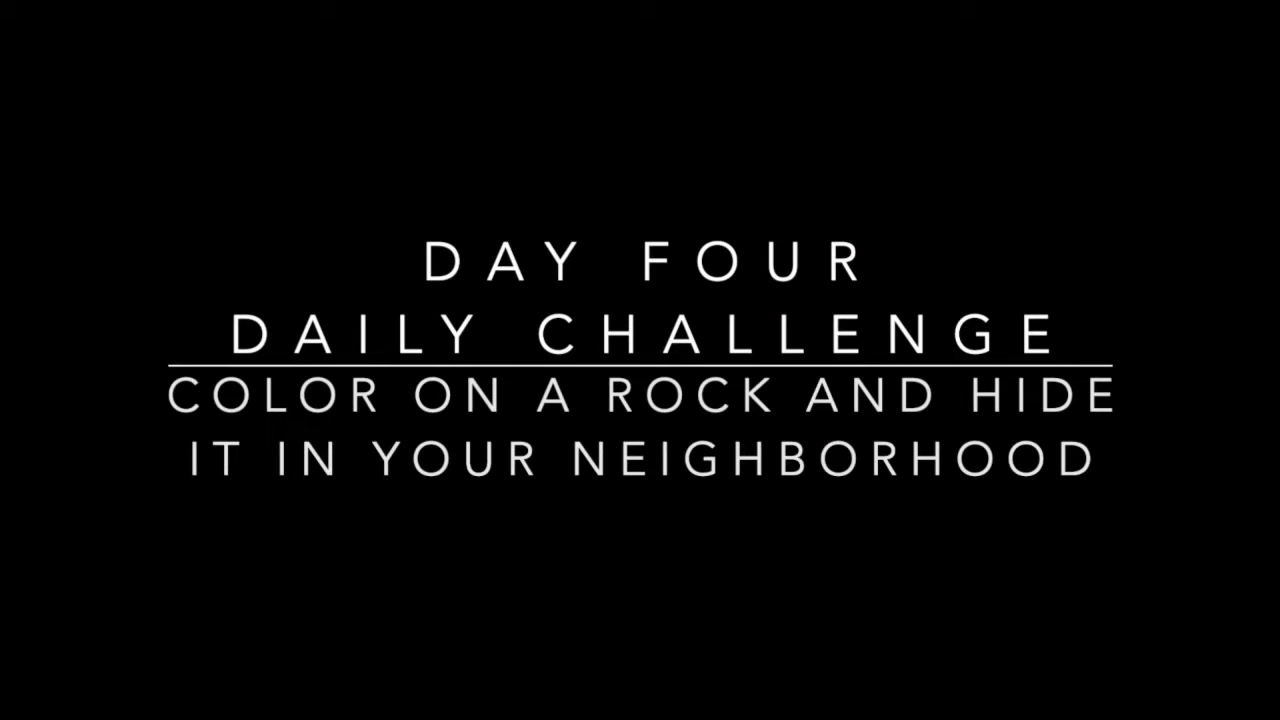 DAY FOUR
DAILY CHALLENGE
COLOR ON A ROCK AND HIDE
IT IN YOUR NEIGHBORHOOD